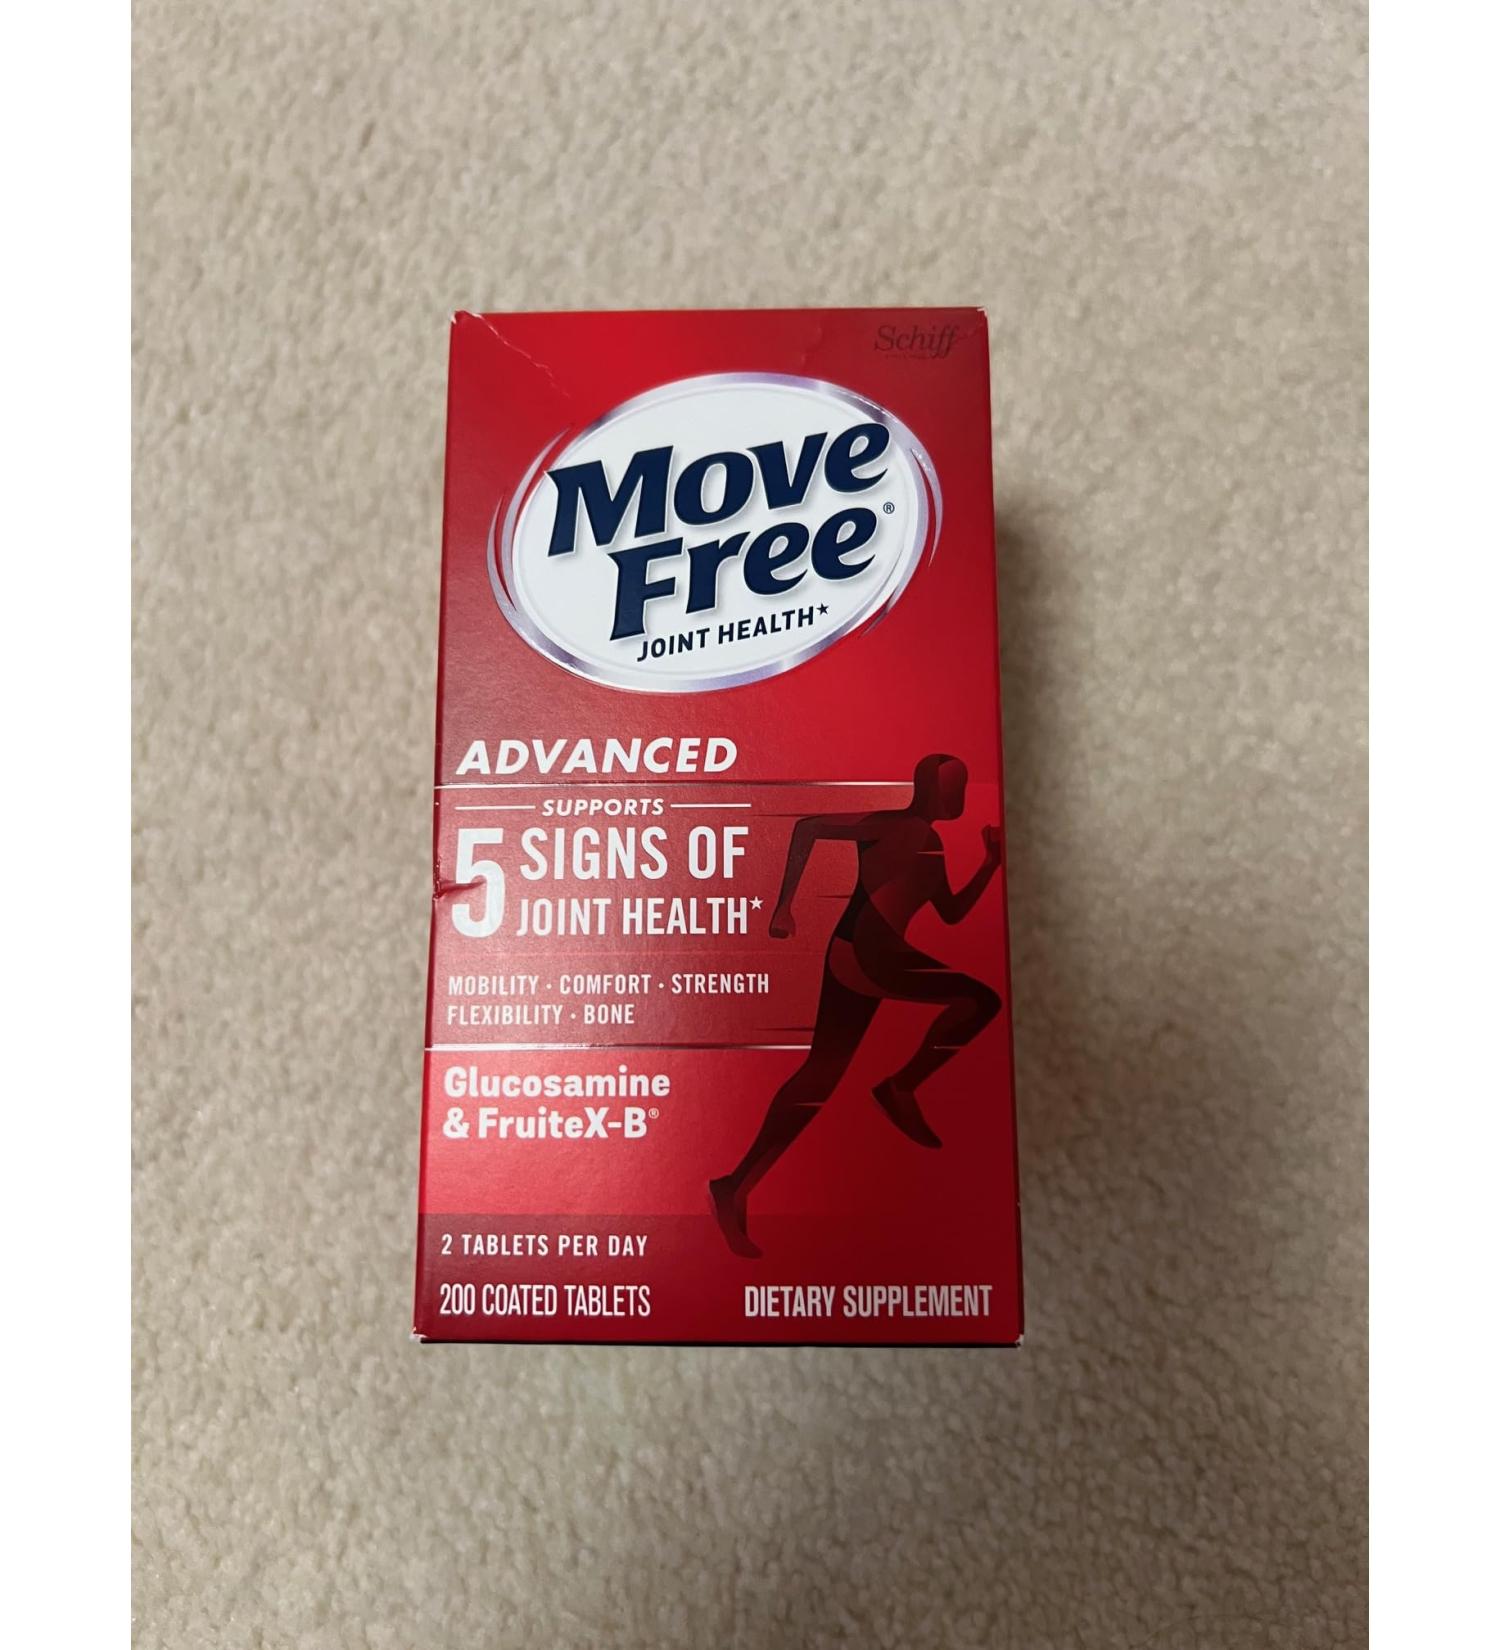 Schiff
Move
Free®
JOINT HEALTH*
ADVANCED
SUPPORTS
5 SIGNS OF
JOINT HEALTH*
MOBILITY · COMFORT · STRENGTH
FLEXIBILITY · BONE
Glucosamine
& FruiteX-B®
2 TABLETS PER DAY
200 COATED TABLETS
DIETARY SUPPLEMENT